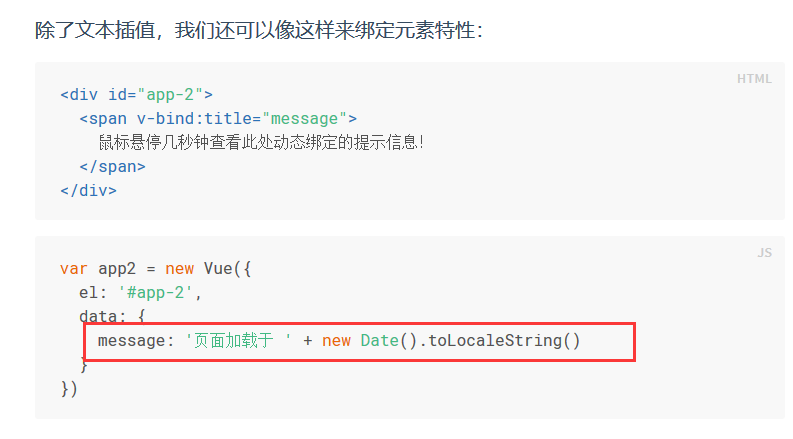 除了文本插值，我们还可以像这样来绑定元素特性：
HTML
<div id="app-2">
  <span v-bind:title="message">
    鼠标悬停几秒钟查看此处动态绑定的提示信息！
  </span>
</div>
JS
var app2 = new Vue({
  el: '#app-2',
  data: {
    message: '页面加载于 ' + new Date().toLocaleString()
  }
})